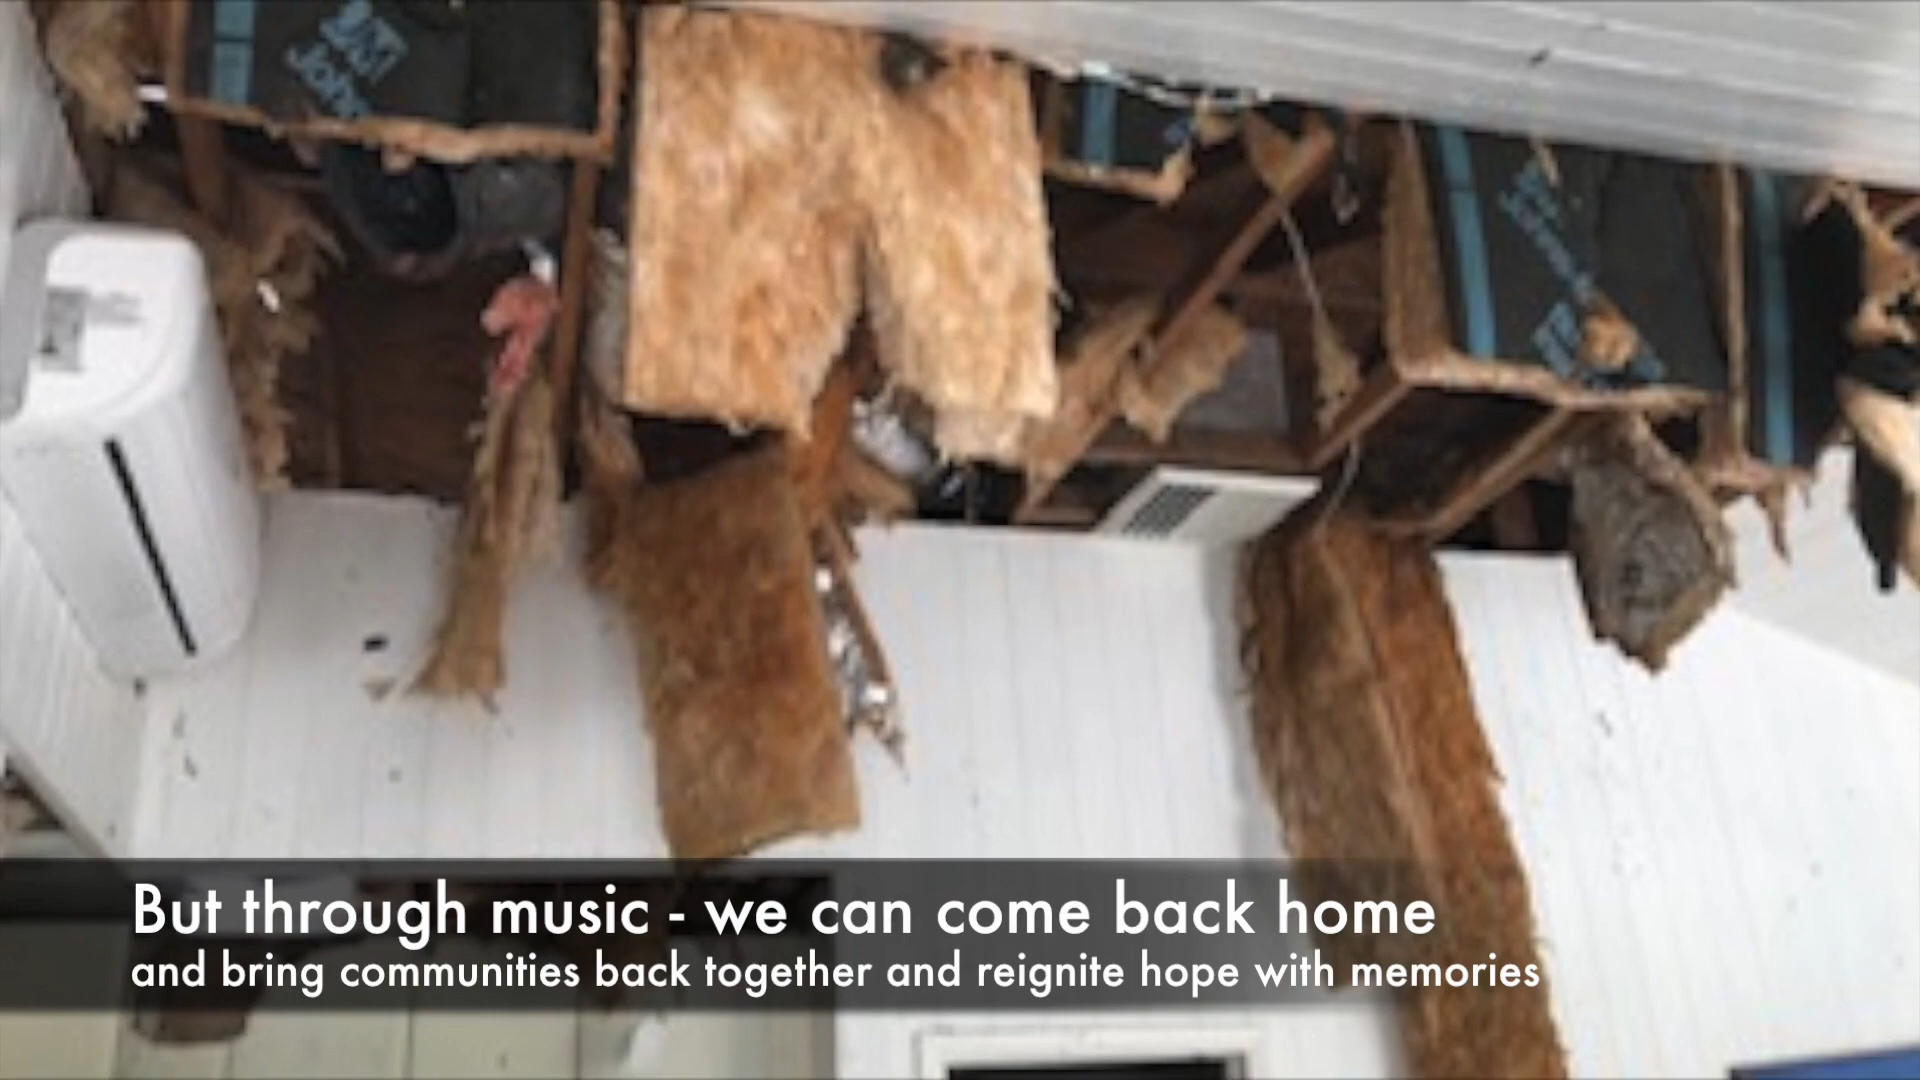 But through music - we can come back home
and bring communities back together and reignite hope with memories